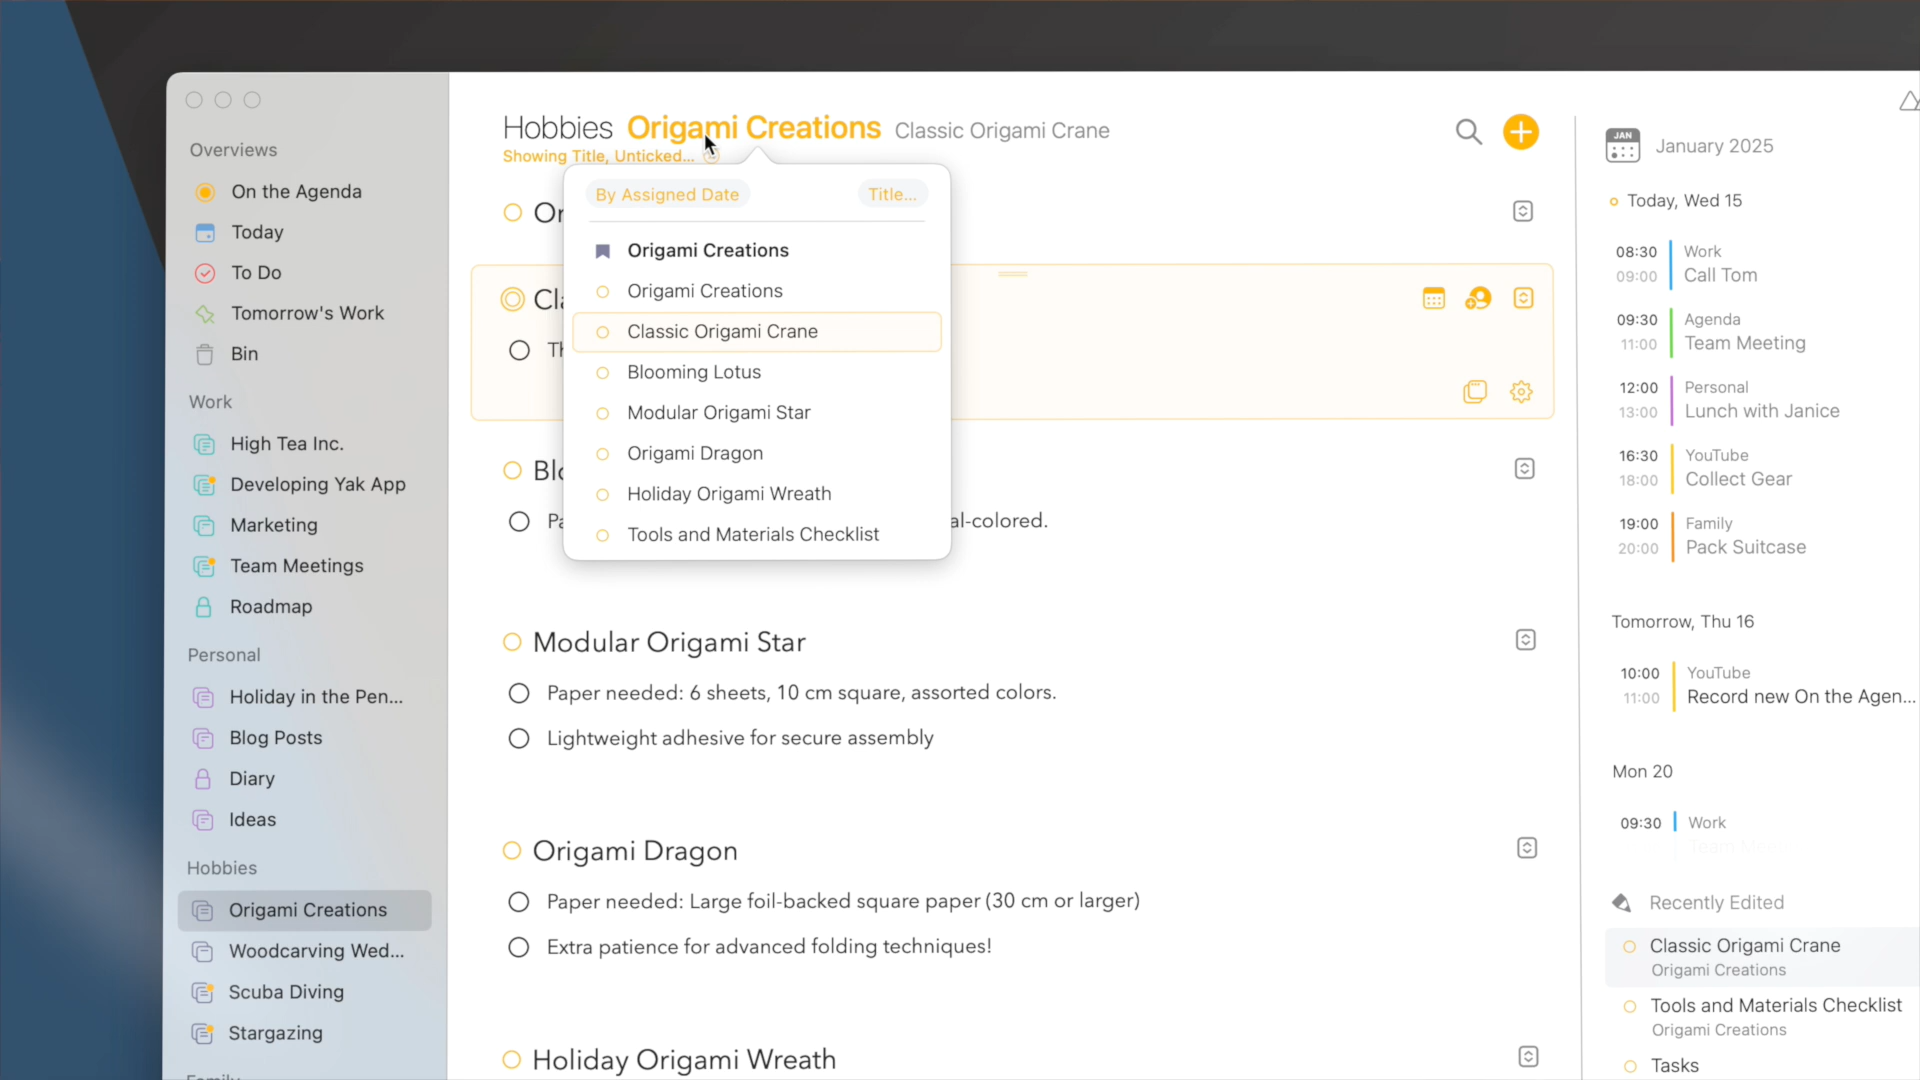 Overviews
On the Agenda
Today
To Do
Tomorrow's Work
Bin
Work
High Tea Inc.
Developing Yak App
Marketing
Team Meetings
Roadmap
Personal
Holiday in the Pen...
Blog Posts
Diary
Ideas
Hobbies
Origami Creations
Woodcarving Wed...
Scuba Diving
Stargazing
Hobbies Origami Creations Classic Origami Crane
Showing Title, Unticked...
By Assigned Date Title...
Origami Creations
Origami Creations
Classic Origami Crane
Blooming Lotus
Modular Origami Star
Origami Dragon
Holiday Origami Wreath
Tools and Materials Checklist
al-colored.
Modular Origami Star
Paper needed: 6 sheets, 10 cm square, assorted colors.
Lightweight adhesive for secure assembly
Origami Dragon
Paper needed: Large foil-backed square paper (30 cm or larger)
Extra patience for advanced folding techniques!
Holiday Origami Wreath
JAN
January 2025
Today, Wed 15
08:30 Work
09:00 Call Tom
09:30 Agenda
11:00 Team Meeting
12:00 Personal
13:00 Lunch with Janice
16:30 YouTube
18:00 Collect Gear
19:00 Family
20:00 Pack Suitcase
Tomorrow, Thu 16
10:00 YouTube
11:00 Record new On the Agen...
Mon 20
09:30 Work
Recently Edited
Classic Origami Crane
Origami Creations
Tools and Materials Checklist
Origami Creations
Tasks